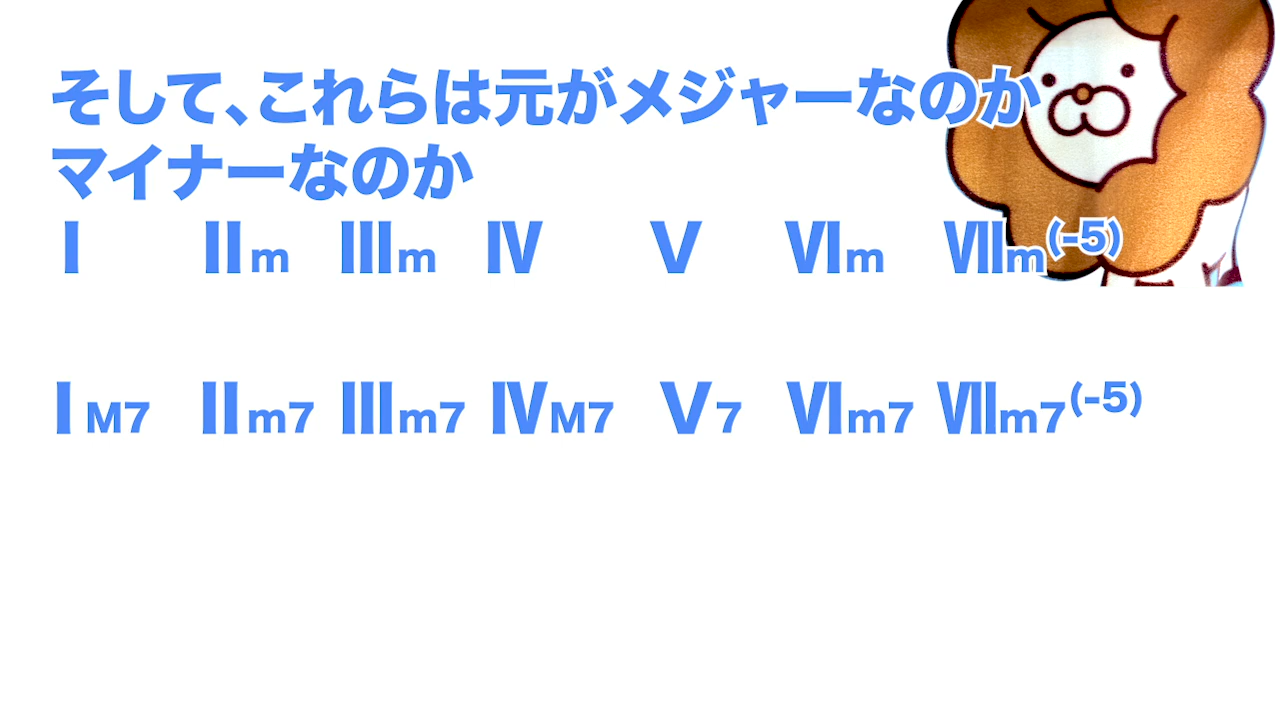 そして、これらは元がメジャーなのか
マイナーなのか
Ⅰ Ⅱm Ⅲm Ⅳ Ⅴ Ⅵm Ⅶm(-5)
ⅠM7 Ⅱm7 Ⅲm7 ⅣM7 Ⅴ7 Ⅵm7 Ⅶm7(-5)